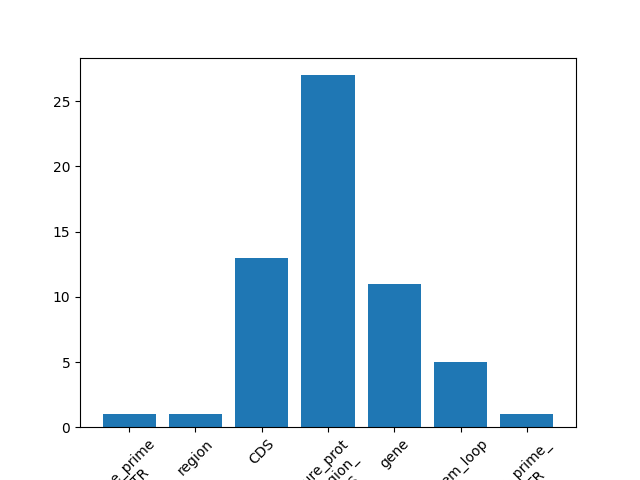 25
20
15
10
5
0
e_prime
TR
region
CDS
ure_prot
gion_
gene
em_loop
prime_
TR